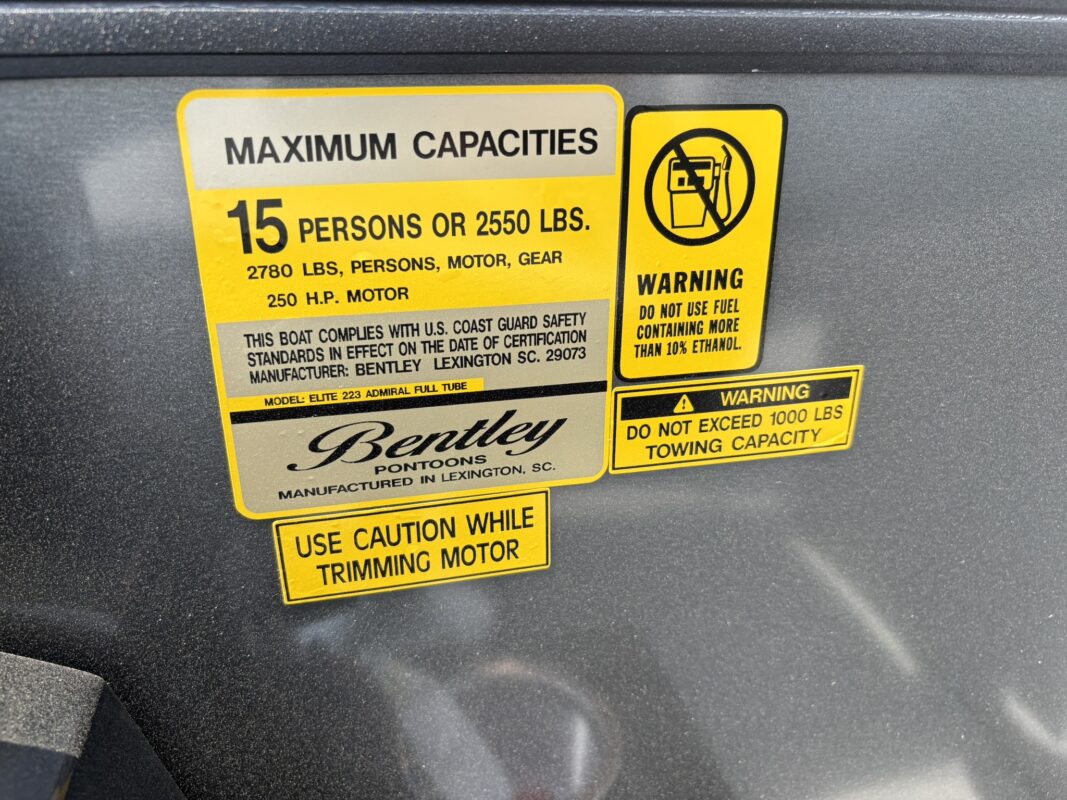 MAXIMUM CAPACITIES
15 PERSONS OR 2550 LBS.
2780 LBS, PERSONS, MOTOR, GEAR
250 H.P. MOTOR
THIS BOAT COMPLIES WITH U.S. COAST GUARD SAFETY
STANDARDS IN EFFECT ON THE DATE OF CERTIFICATION
MANUFACTURER: BENTLEY LEXINGTON SC. 29073
MODEL: ELITE 223 ADMIRAL FULL TUBE
Bentley
PONTOONS
MANUFACTURED IN LEXINGTON, SC.
WARNING
DO NOT USE FUEL
CONTAINING MORE
THAN 10% ETHANOL.
WARNING
DO NOT EXCEED 1000 LBS
TOWING CAPACITY
USE CAUTION WHILE
TRIMMING MOTOR